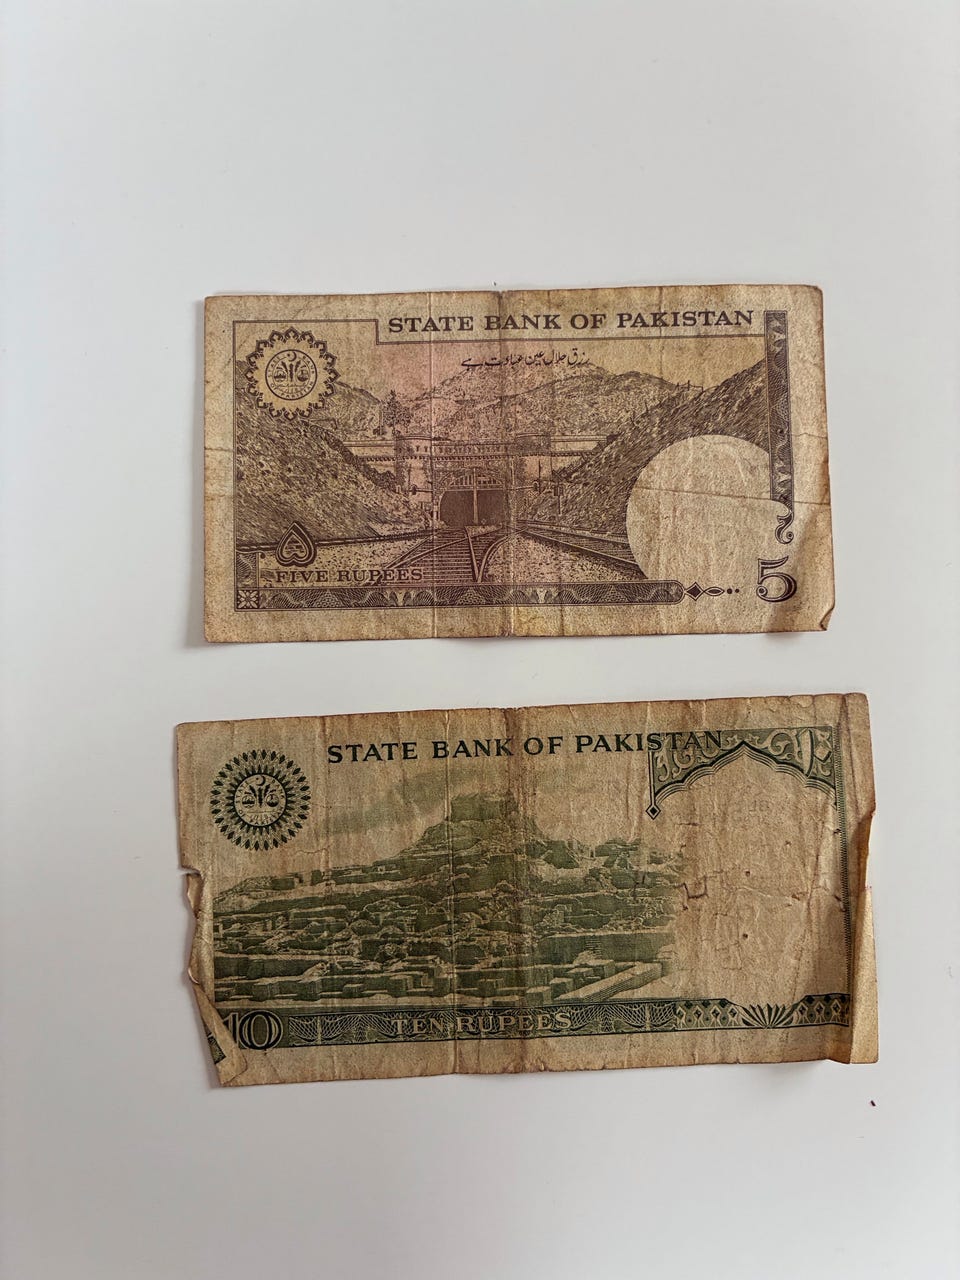 STATE BANK OF PAKISTAN
رزق حلال عین عبادت ہے
FIVE RUPEES
5
STATE BANK OF PAKISTAN
10
TEN RUPEES